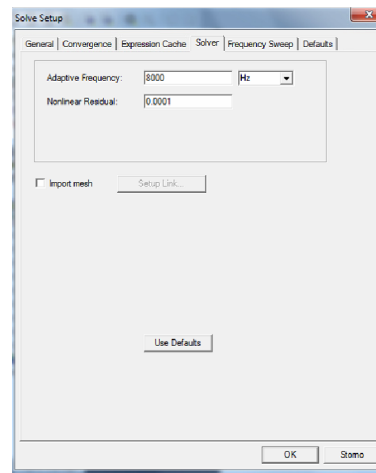 Solve Setup
General Convergence Expression Cache Solver Frequency Sweep Defaults
Adaptive Frequency: 8000 Hz
Nonlinear Residual: 0.0001
Import mesh Setup Link...
Use Defaults
OK Storno